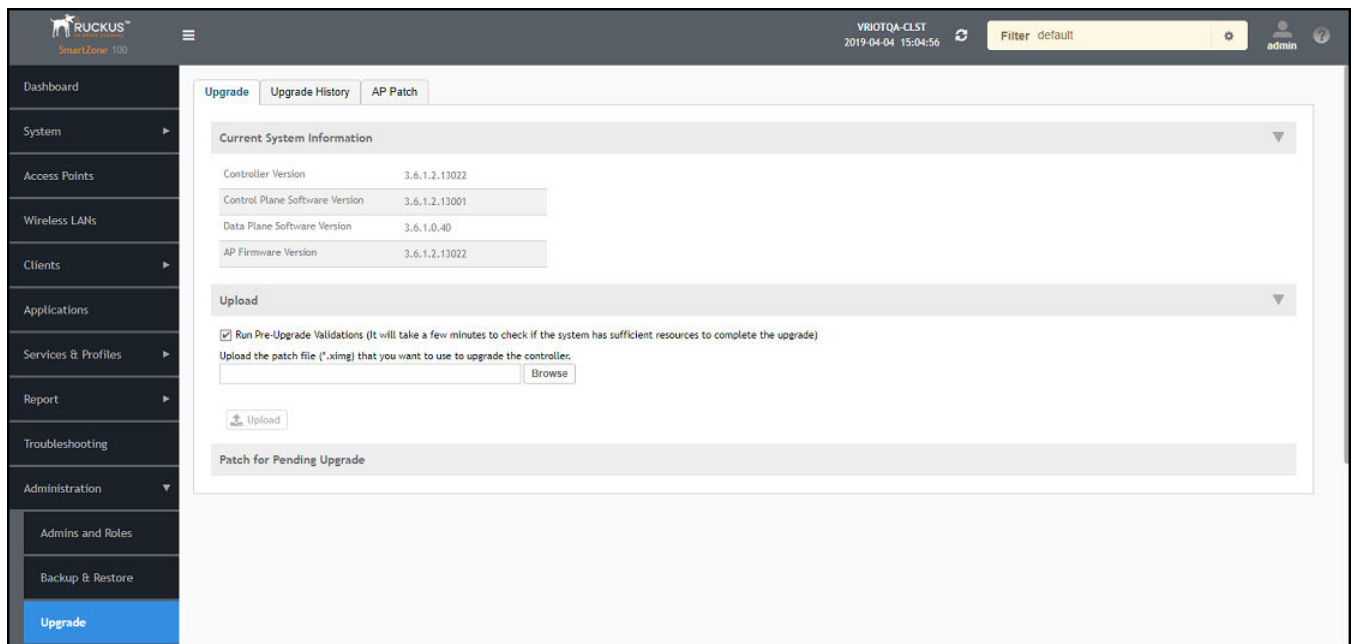 RUCKUS™
SmartZone 100
VRIOTQA-CLST
2019-04-04 15:04:56
Filter default
admin
Dashboard
System
Access Points
Wireless LANs
Clients
Applications
Services & Profiles
Report
Troubleshooting
Administration
Admins and Roles
Backup & Restore
Upgrade
Upgrade Upgrade History AP Patch
Current System Information
Controller Version 3.6.1.2.13022
Control Plane Software Version 3.6.1.2.13001
Data Plane Software Version 3.6.1.0.40
AP Firmware Version 3.6.1.2.13022
Upload
Run Pre-Upgrade Validations (It will take a few minutes to check if the system has sufficient resources to complete the upgrade)
Upload the patch file (*.ximg) that you want to use to upgrade the controller.
Browse
Upload
Patch for Pending Upgrade